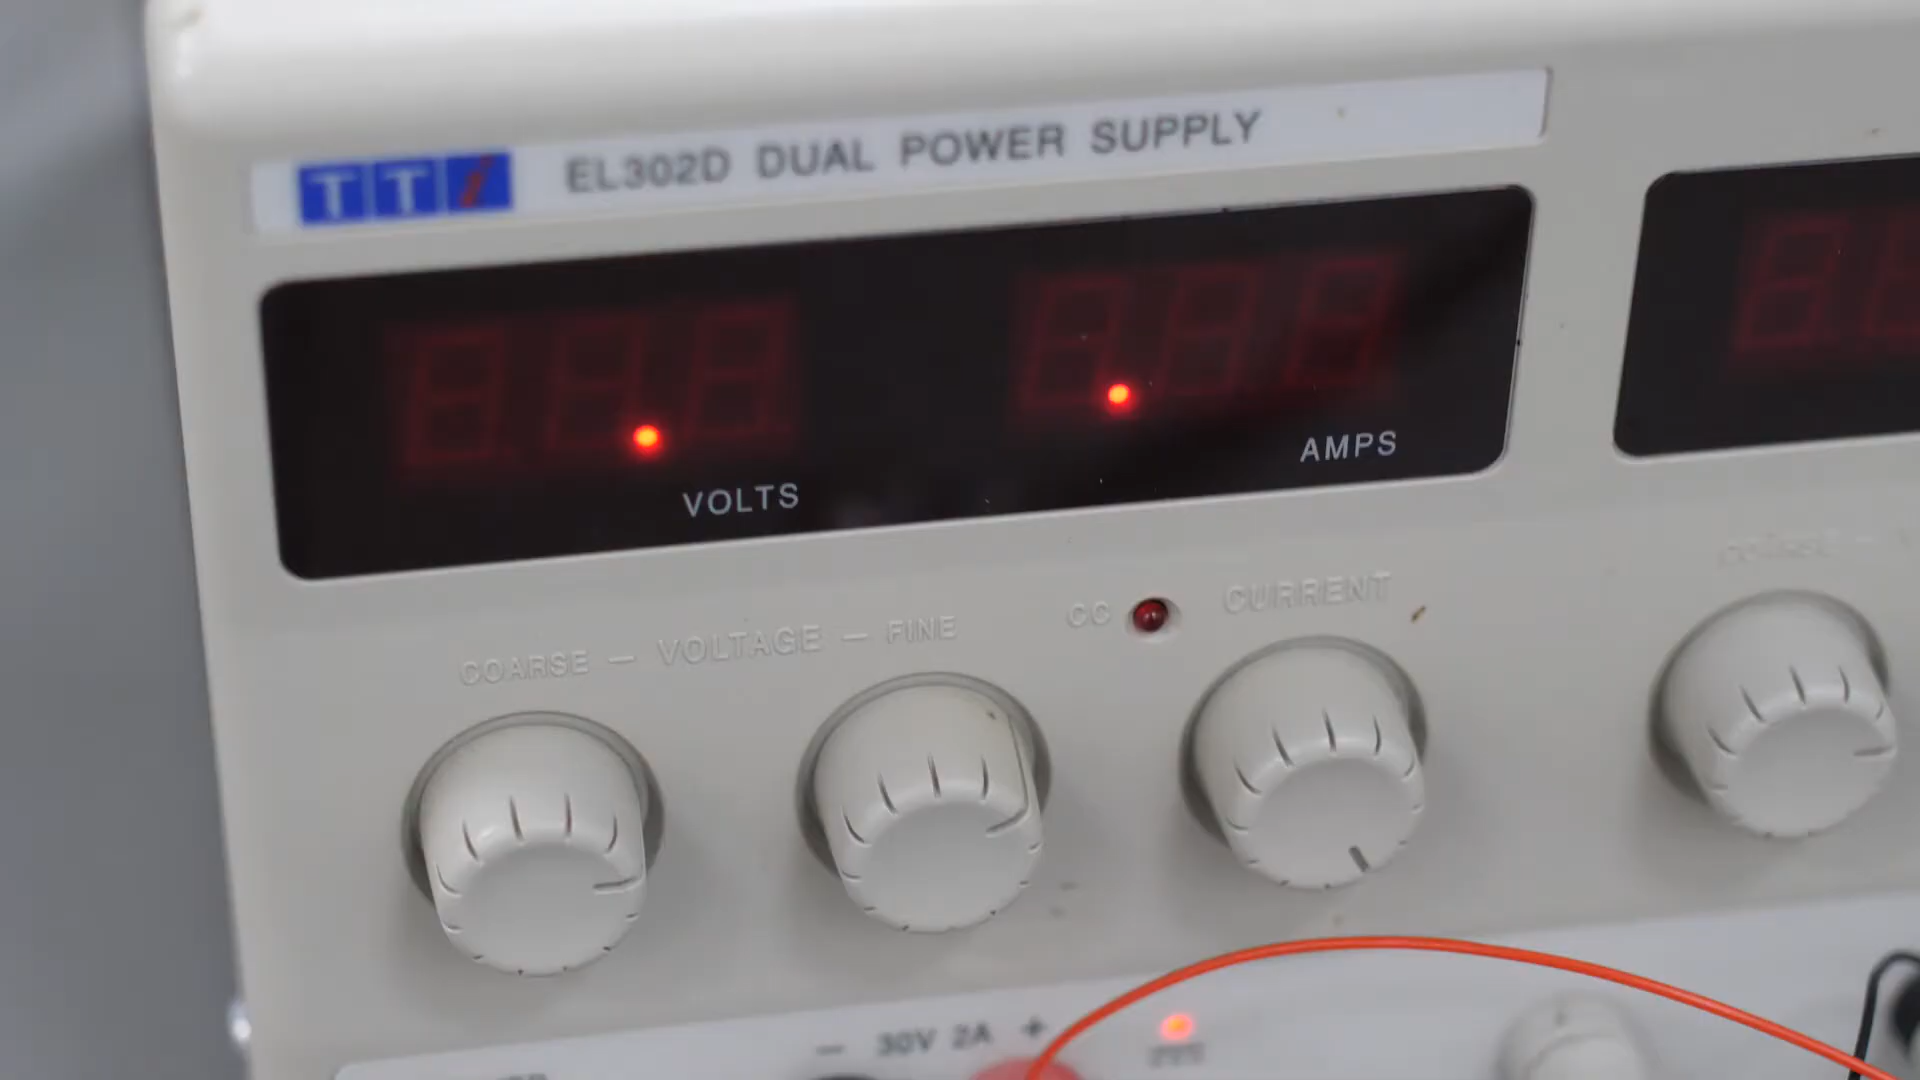 TTi EL302D DUAL POWER SUPPLY
VOLTS
AMPS
COARSE — VOLTAGE — FINE
CC
CURRENT
— 30V 2A +